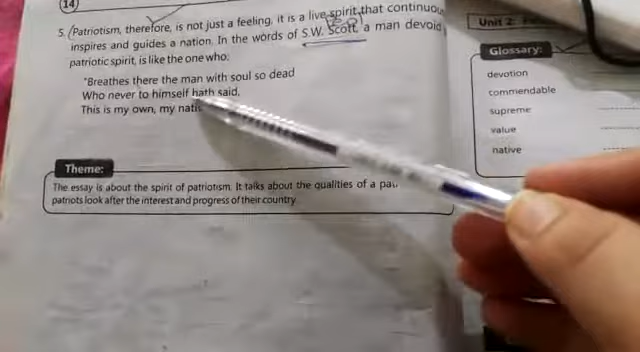 14
5. (Patriotism, therefore, is not just a feeling, it is a live spirit that
inspires and guides a nation. In the words of S.W. Scott, a man devoid
patriotic spirit, is like the one who:
"Breathes there the man with soul so dead
Who never to himself hath said,
This is my own, my
Theme:
The essay is about the spirit of patriotism. It talks about the qualities of a
patriots look after the interest and progress of their country.
Unit 2:
Glossary:
devotion
commendable
supreme
value
native